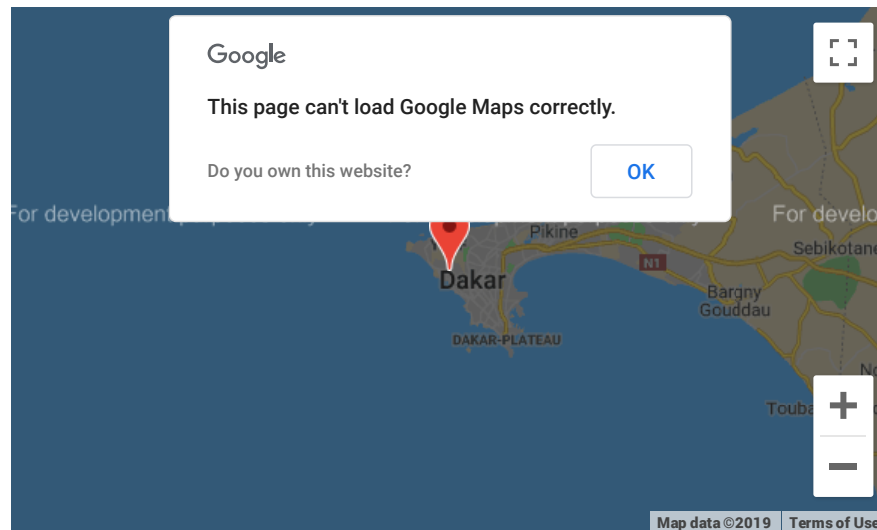 Google
This page can't load Google Maps correctly.
Do you own this website?
OK
For development
For develo
Pikine
Sebikotane
N1
Dakar
Bargny
Gouddau
DAKAR-PLATEAU
Touba
Map data ©2019
Terms of Use